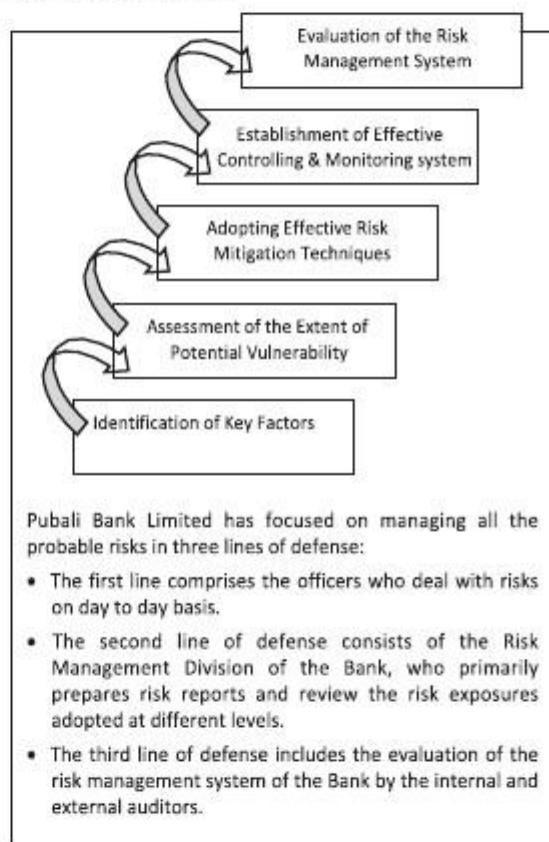 Evaluation of the Risk
Management System
Establishment of Effective
Controlling & Monitoring system
Adopting Effective Risk
Mitigation Techniques
Assessment of the Extent of
Potential Vulnerability
Identification of Key Factors
Pubali Bank Limited has focused on managing all the
probable risks in three lines of defense:
• The first line comprises the officers who deal with risks
on day to day basis.
• The second line of defense consists of the Risk
Management Division of the Bank, who primarily
prepares risk reports and review the risk exposures
adopted at different levels.
• The third line of defense includes the evaluation of the
risk management system of the Bank by the internal and
external auditors.